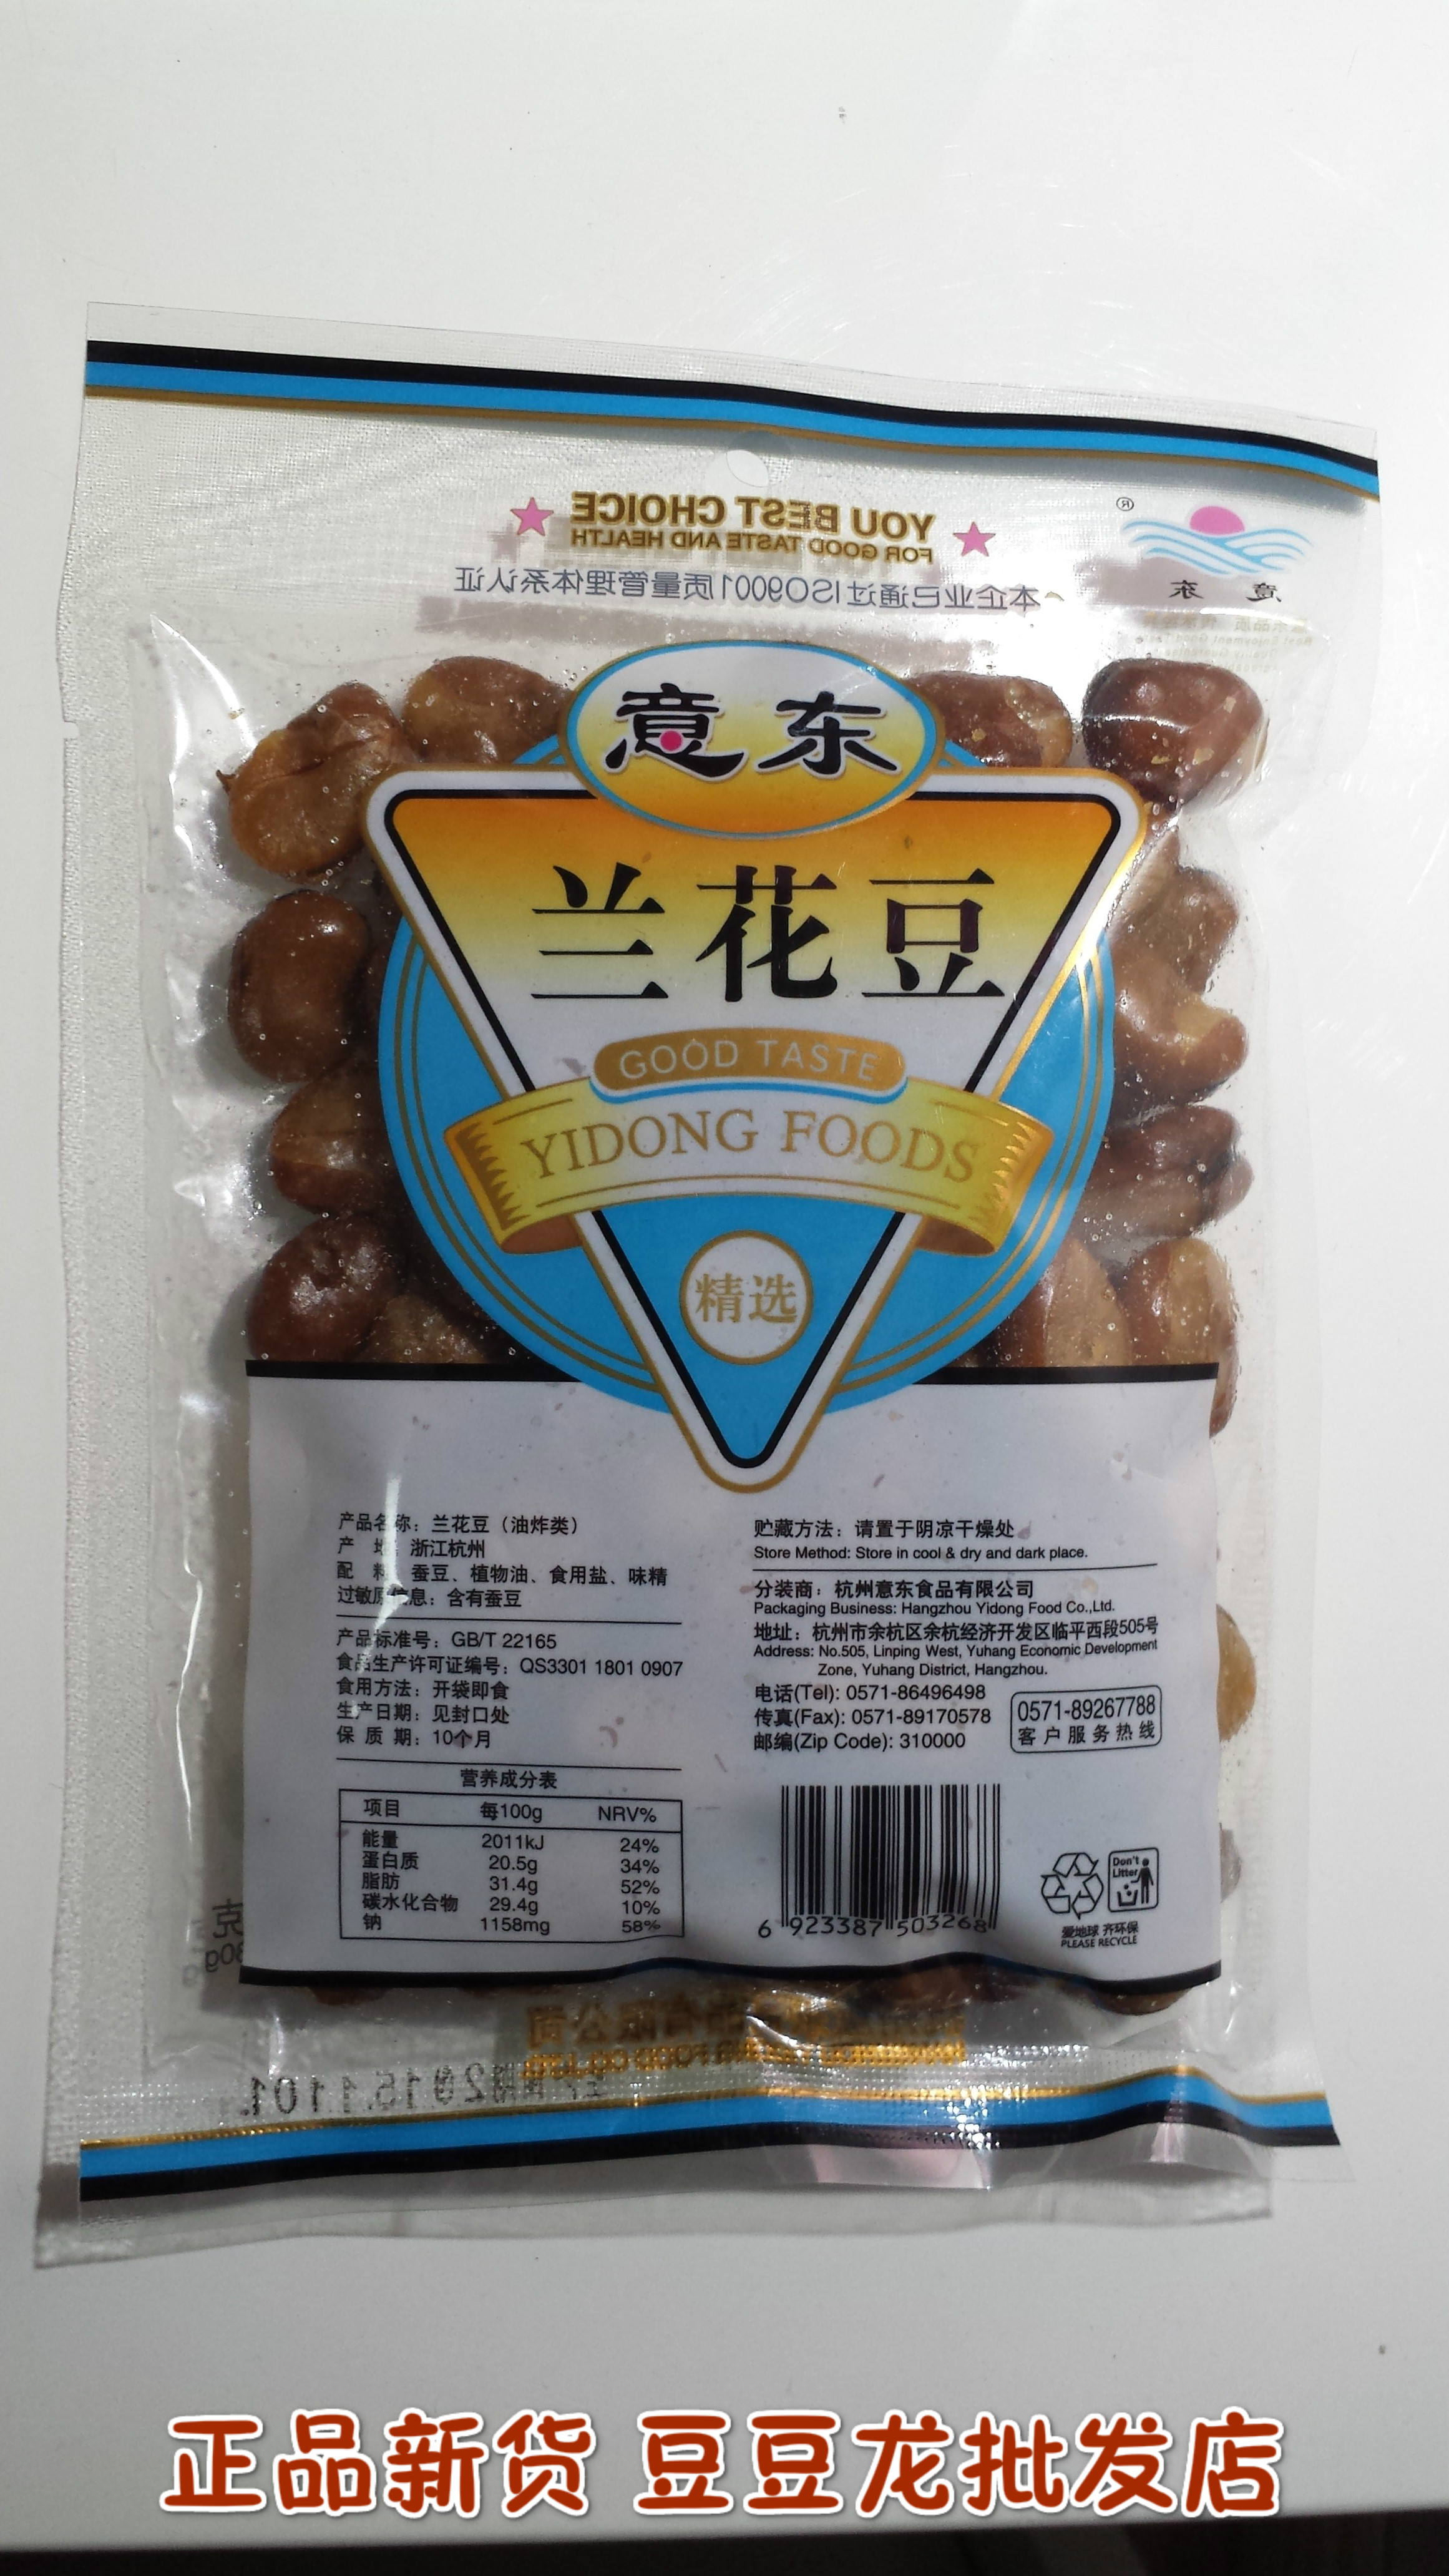 YOU BEST CHOICE
FOR GOOD TASTE AND HEALTH
本企业已通过ISO9001质量管理体系认证
®
意 东
意东
兰花豆
GOOD TASTE
YIDONG FOODS
精选
产品名称：兰花豆（油炸类）
产 地：浙江杭州
配 料：蚕豆、植物油、食用盐、味精
过敏原信息：含有蚕豆
产品标准号：GB/T 22165
食品生产许可证编号：QS3301 1801 0907
食用方法：开袋即食
生产日期：见封口处
保 质 期：10个月
营养成分表
项目 每100g NRV%
能量 2011kJ 24%
蛋白质 20.5g 34%
脂肪 31.4g 52%
碳水化合物 29.4g 10%
钠 1158mg 58%
贮藏方法：请置于阴凉干燥处
Store Method: Store in cool & dry and dark place.
分装商：杭州意东食品有限公司
Packaging Business: Hangzhou Yidong Food Co.,Ltd.
地址：杭州市余杭区余杭经济开发区临平西段505号
Address: No.505, Linping West, Yuhang Economic Development
Zone, Yuhang District, Hangzhou.
电话(Tel): 0571-86496498
传真(Fax): 0571-89170578
邮编(Zip Code): 310000
0571-89267788
客户服务热线
6 923387 503268
Don't
Litter
爱地球 齐环保
PLEASE RECYCLE
克
20151101
正品新货 豆豆龙批发店